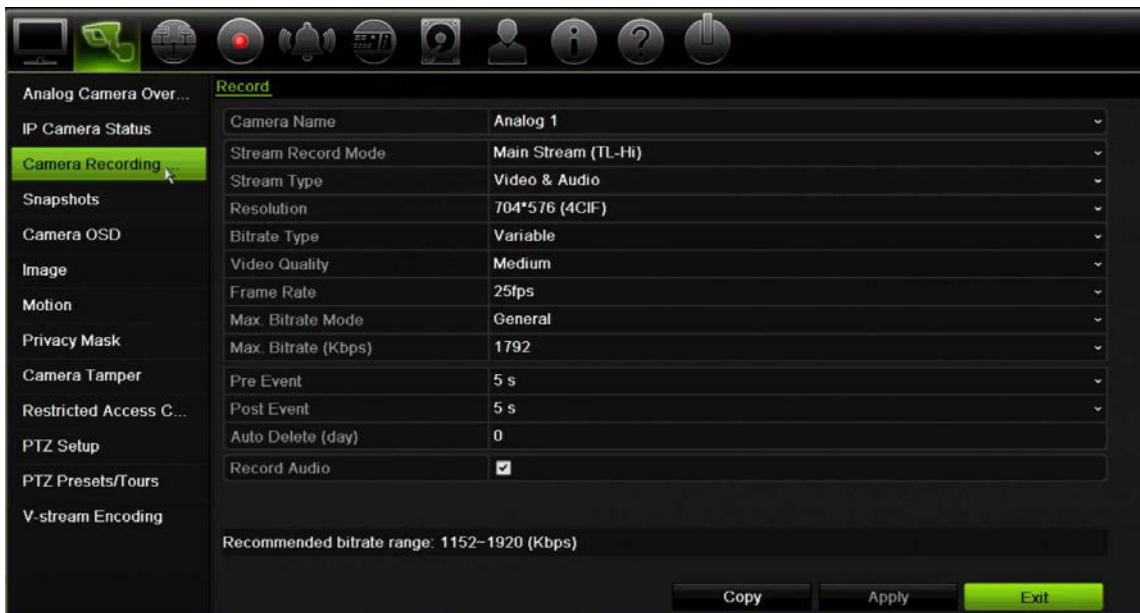 Analog Camera Over...
IP Camera Status
Camera Recording ...
Snapshots
Camera OSD
Image
Motion
Privacy Mask
Camera Tamper
Restricted Access C...
PTZ Setup
PTZ Presets/Tours
V-stream Encoding
Record
Camera Name Analog 1
Stream Record Mode Main Stream (TL-Hi)
Stream Type Video & Audio
Resolution 704*576 (4CIF)
Bitrate Type Variable
Video Quality Medium
Frame Rate 25fps
Max. Bitrate Mode General
Max. Bitrate (Kbps) 1792
Pre Event 5 s
Post Event 5 s
Auto Delete (day) 0
Record Audio
Recommended bitrate range: 1152~1920 (Kbps)
Copy Apply Exit